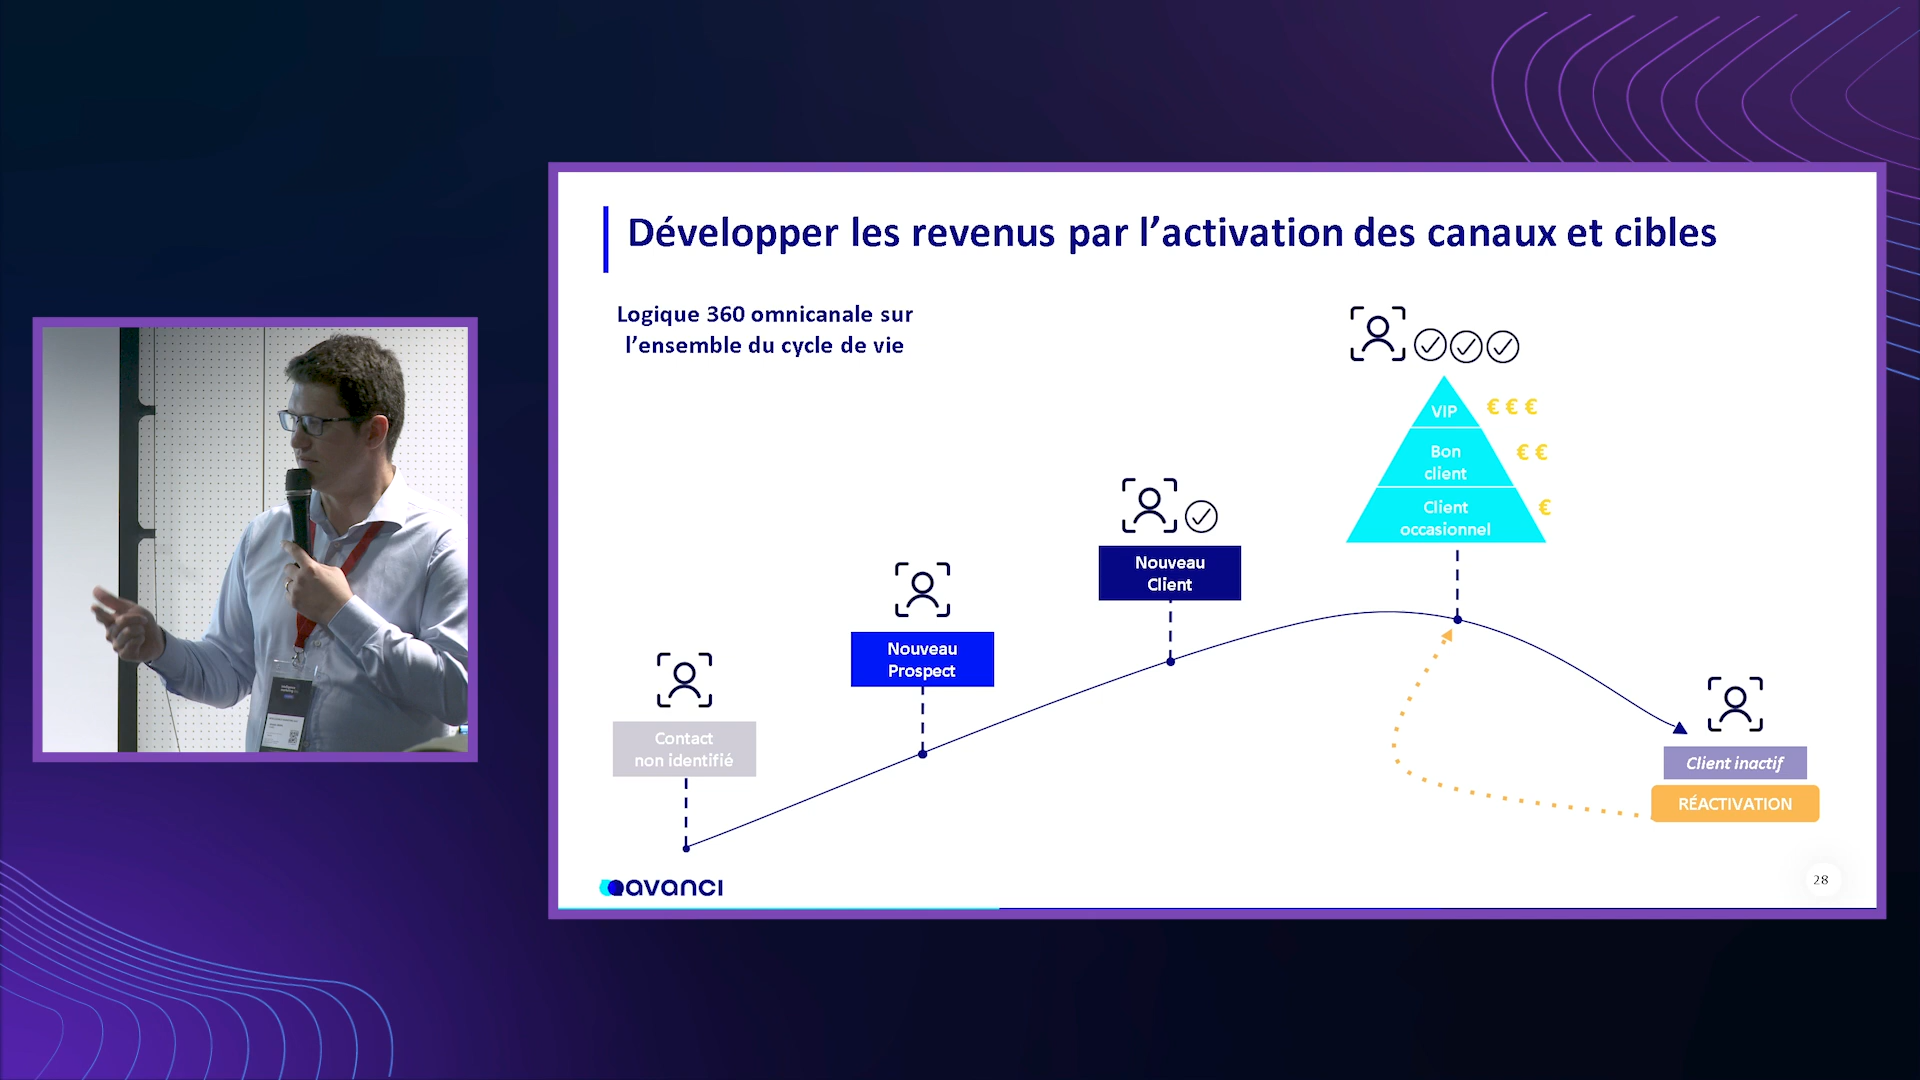 Développer les revenus par l’activation des canaux et cibles
Logique 360 omnicanale sur
l’ensemble du cycle de vie
VIP
€ € €
Bon
client
€ €
Client
occasionnel
€
Nouveau
Client
Nouveau
Prospect
Contact
non identifié
Client inactif
RÉACTIVATION
avanci
28